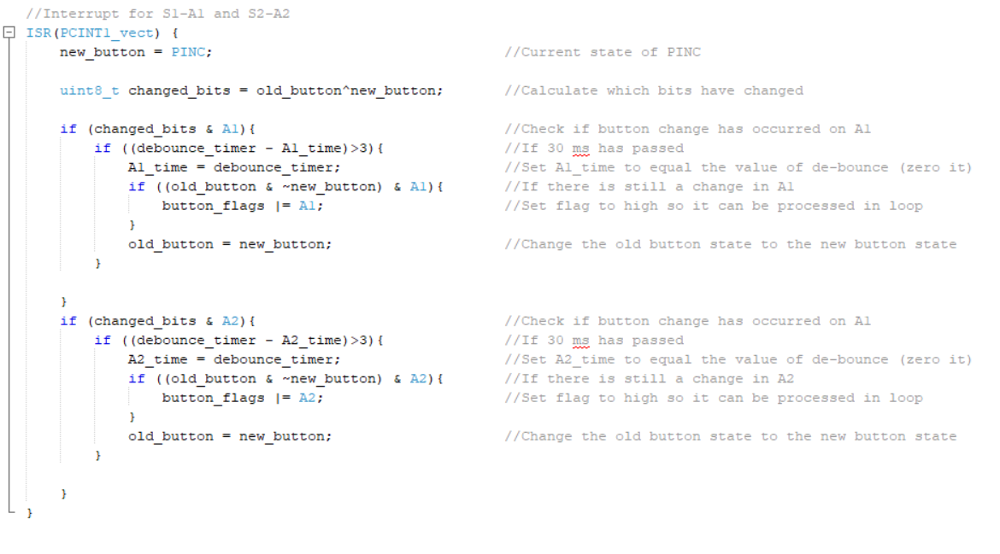 //Interrupt for S1-A1 and S2-A2
ISR(PCINT1_vect) {
new_button = PINC; //Current state of PINC
uint8_t changed_bits = old_button^new_button; //Calculate which bits have changed
if (changed_bits & A1){ //Check if button change has occurred on A1
if ((debounce_timer - A1_time)>3){ //If 30 ms has passed
A1_time = debounce_timer; //Set A1_time to equal the value of de-bounce (zero it)
if ((old_button & ~new_button) & A1){ //If there is still a change in A1
button_flags |= A1; //Set flag to high so it can be processed in loop
}
old_button = new_button; //Change the old button state to the new button state
}
}
if (changed_bits & A2){ //Check if button change has occurred on A1
if ((debounce_timer - A2_time)>3){ //If 30 ms has passed
A2_time = debounce_timer; //Set A2_time to equal the value of de-bounce (zero it)
if ((old_button & ~new_button) & A2){ //If there is still a change in A2
button_flags |= A2; //Set flag to high so it can be processed in loop
}
old_button = new_button; //Change the old button state to the new button state
}
}
}